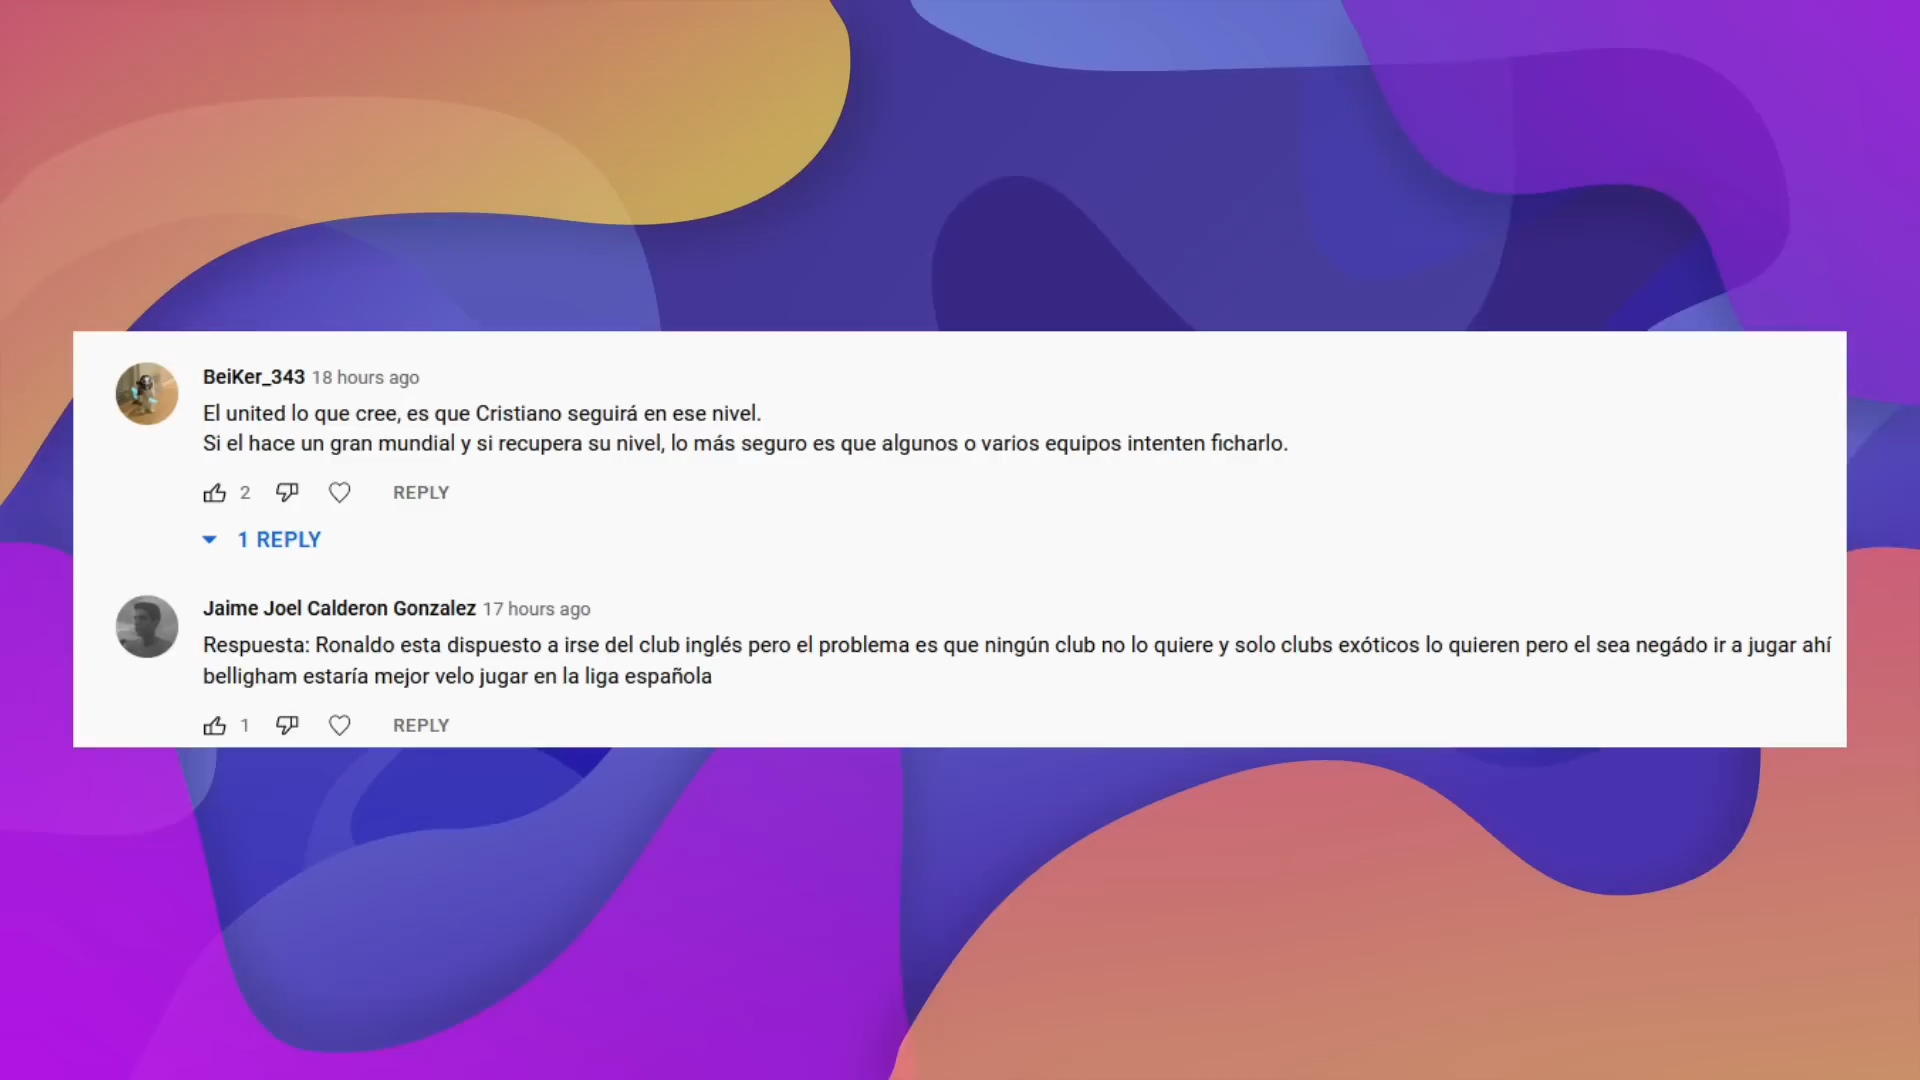 BeiKer_343 18 hours ago
El united lo que cree, es que Cristiano seguirá en ese nivel.
Si el hace un gran mundial y si recupera su nivel, lo más seguro es que algunos o varios equipos intenten ficharlo.
2 REPLY
1 REPLY
Jaime Joel Calderon Gonzalez 17 hours ago
Respuesta: Ronaldo esta dispuesto a irse del club inglés pero el problema es que ningún club no lo quiere y solo clubs exóticos lo quieren pero el sea negádo ir a jugar ahí
belligham estaría mejor velo jugar en la liga española
1 REPLY